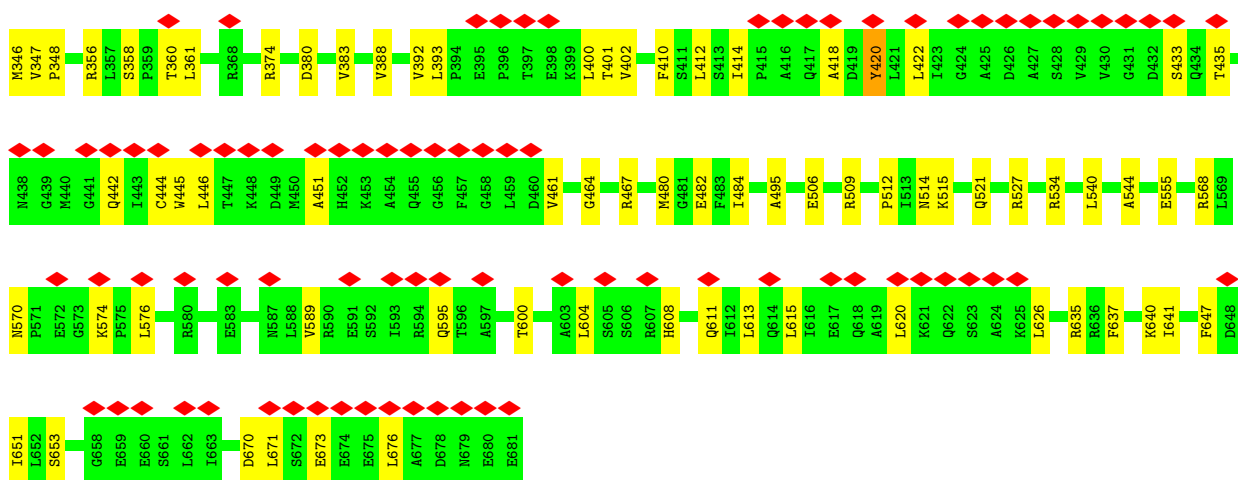 M346 V347 P348 R356 L357 S358 P359 T360 L361 R368 R374 D380 V383 V388 V392 L393 P394 E395 P396 T397 E398 K399 L400 T401 V402 F410 S411 L412 S413 I414 P415 A416 Q417 A418 D419 Y420 L421 L422 I423 G424 A425 D426 A427 S428 V429 V430 G431 D432 S433 Q434 T435
N438 G439 M440 G441 Q442 I443 C444 W445 L446 T447 K448 D449 M450 A451 H452 K453 A454 Q455 G456 F457 G458 L459 D460 V461 G464 R467 M480 G481 E482 F483 I484 A495 E506 R509 P512 I513 N514 K515 Q521 R527 R534 L540 A544 E555 R568 L569
N570 P571 E572 G573 K574 P575 L576 R580 E583 N587 L588 V589 R590 E591 S592 I593 R594 Q595 T596 A597 T600 A603 L604 S605 S606 R607 H608 Q611 I612 L613 Q614 L615 I616 E617 Q618 A619 L620 K621 Q622 S623 A624 K625 L626 R635 R636 F637 K640 I641 F647 D648
I651 L652 S653 G658 E659 E660 S661 L662 I663 D670 L671 S672 E673 E674 E675 L676 A677 D678 N679 E680 E681